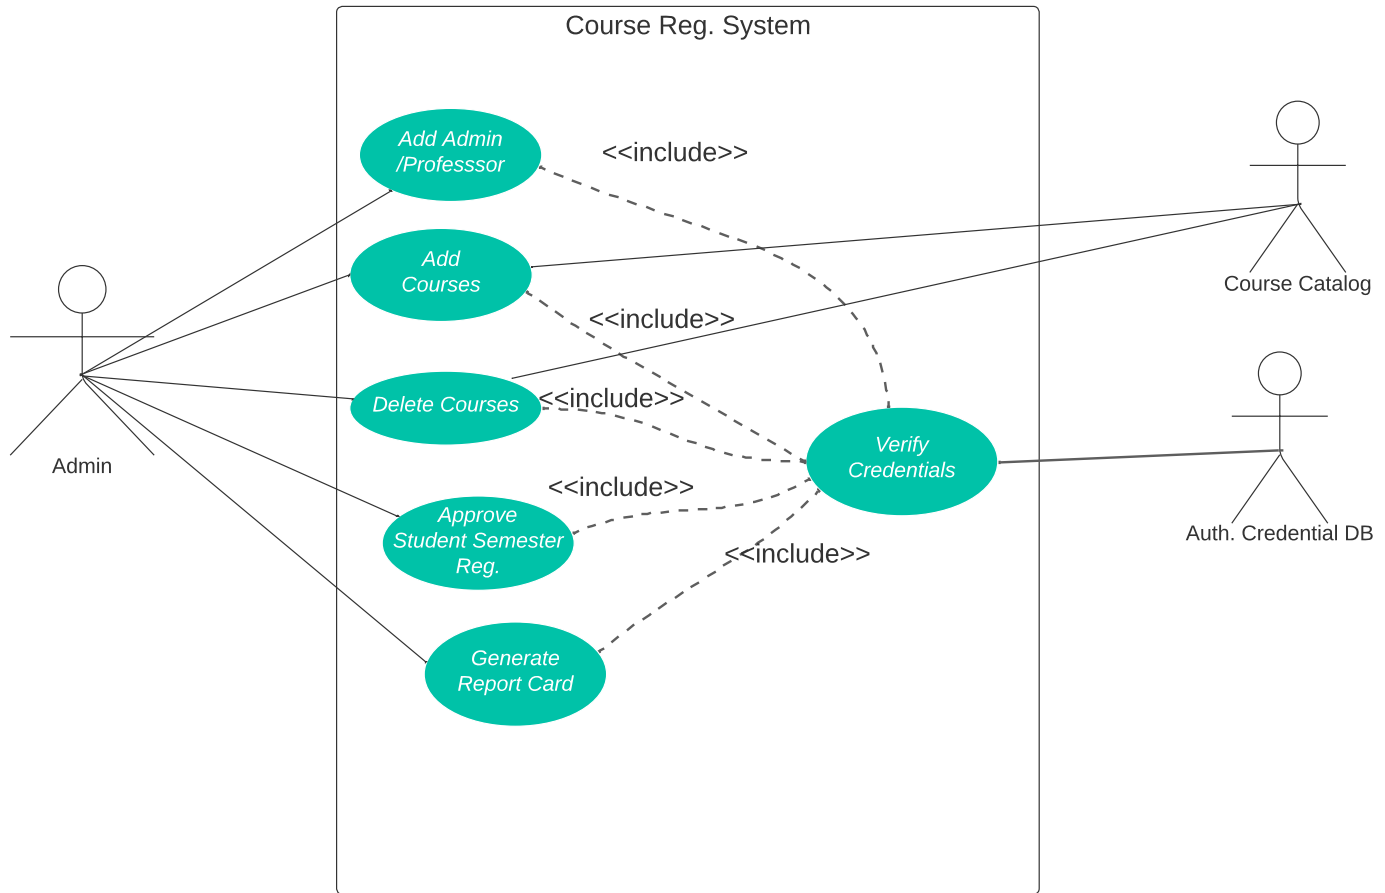 Course Reg. System
Add Admin
/Professsor
<<include>>
Add
Courses
<<include>>
Course Catalog
Delete Courses
<<include>>
Verify
Credentials
Admin
<<include>>
Approve
Student Semester
Reg.
Auth. Credential DB
<<include>>
Generate
Report Card